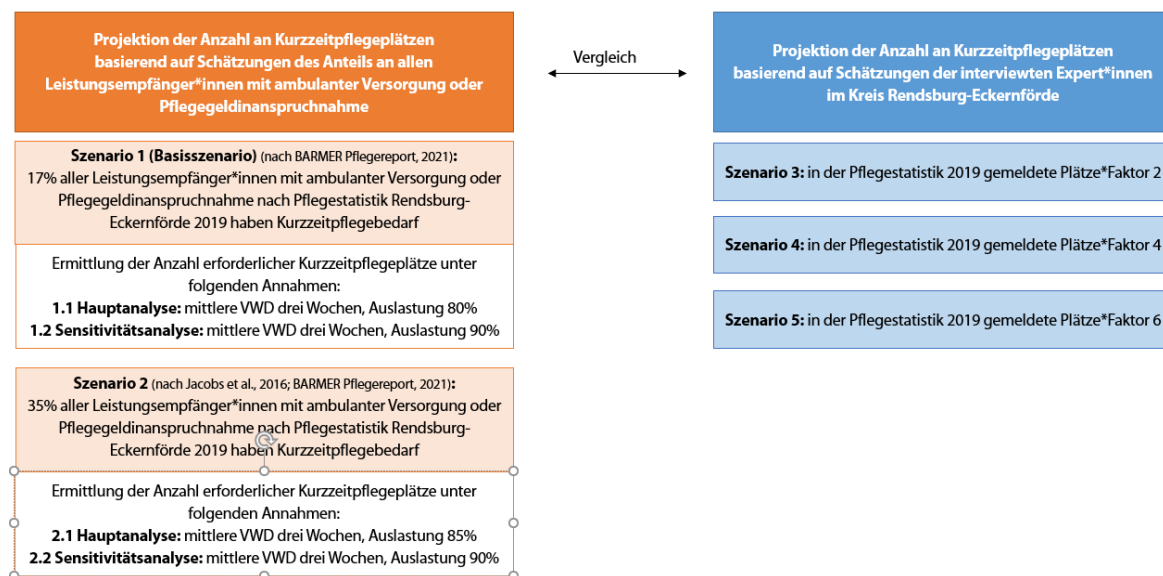 Projektion der Anzahl an Kurzzeitpflegeplätzen
basierend auf Schätzungen des Anteils an allen
Leistungsempfänger*innen mit ambulanter Versorgung oder
Pflegegeldinanspruchnahme
Szenario 1 (Basisszenario) (nach BARMER Pflegereport, 2021):
17% aller Leistungsempfänger*innen mit ambulanter Versorgung oder
Pflegegeldinanspruchnahme nach Pflegestatistik Rendsburg-
Eckernförde 2019 haben Kurzzeitpflegebedarf
Ermittlung der Anzahl erforderlicher Kurzzeitpflegeplätze unter
folgenden Annahmen:
1.1 Hauptanalyse: mittlere VWD drei Wochen, Auslastung 80%
1.2 Sensitivitätsanalyse: mittlere VWD drei Wochen, Auslastung 90%
Szenario 2 (nach Jacobs et al., 2016; BARMER Pflegereport, 2021):
35% aller Leistungsempfänger*innen mit ambulanter Versorgung oder
Pflegegeldinanspruchnahme nach Pflegestatistik Rendsburg-
Eckernförde 2019 haben Kurzzeitpflegebedarf
Ermittlung der Anzahl erforderlicher Kurzzeitpflegeplätze unter
folgenden Annahmen:
2.1 Hauptanalyse: mittlere VWD drei Wochen, Auslastung 85%
2.2 Sensitivitätsanalyse: mittlere VWD drei Wochen, Auslastung 90%
Vergleich
Projektion der Anzahl an Kurzzeitpflegeplätzen
basierend auf Schätzungen der interviewten Expert*innen
im Kreis Rendsburg-Eckernförde
Szenario 3: in der Pflegestatistik 2019 gemeldete Plätze*Faktor 2
Szenario 4: in der Pflegestatistik 2019 gemeldete Plätze*Faktor 4
Szenario 5: in der Pflegestatistik 2019 gemeldete Plätze*Faktor 6